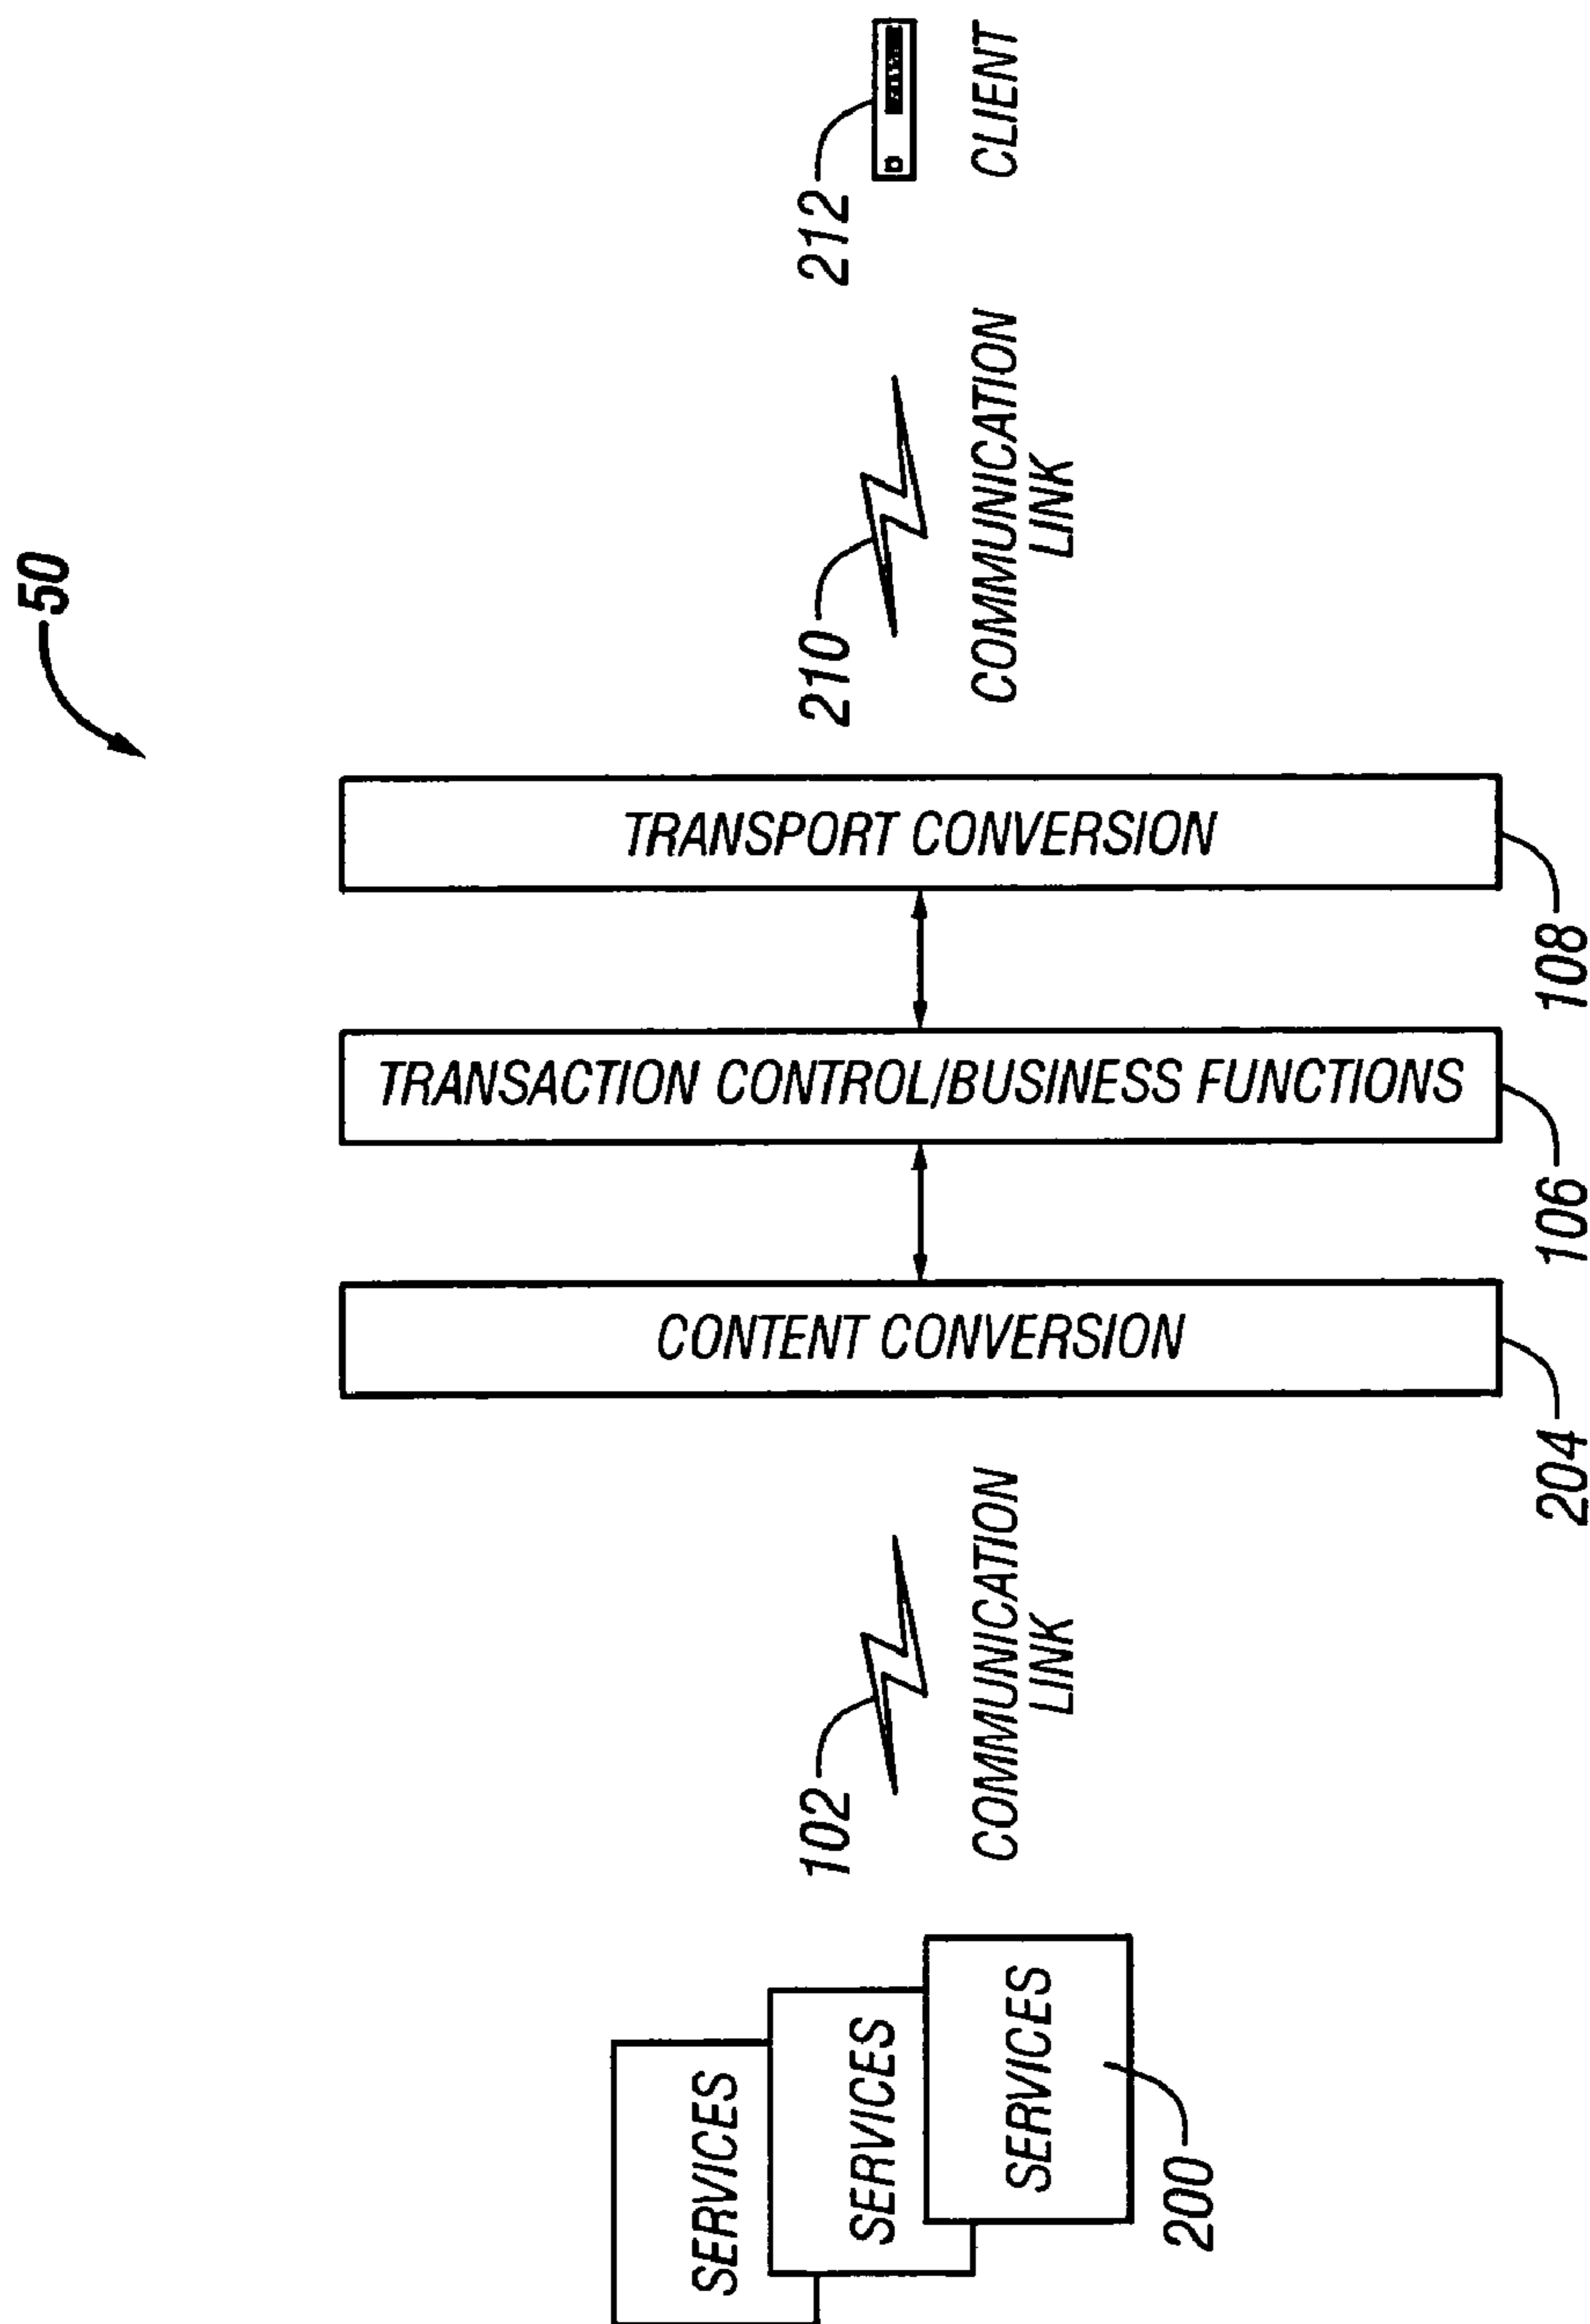 50
SERVICES
SERVICES
SERVICES
200
102
COMMUNICATION
LINK
CONTENT CONVERSION
204
TRANSACTION CONTROL/BUSINESS FUNCTIONS
106
TRANSPORT CONVERSION
108
210
COMMUNICATION
LINK
212
CLIENT